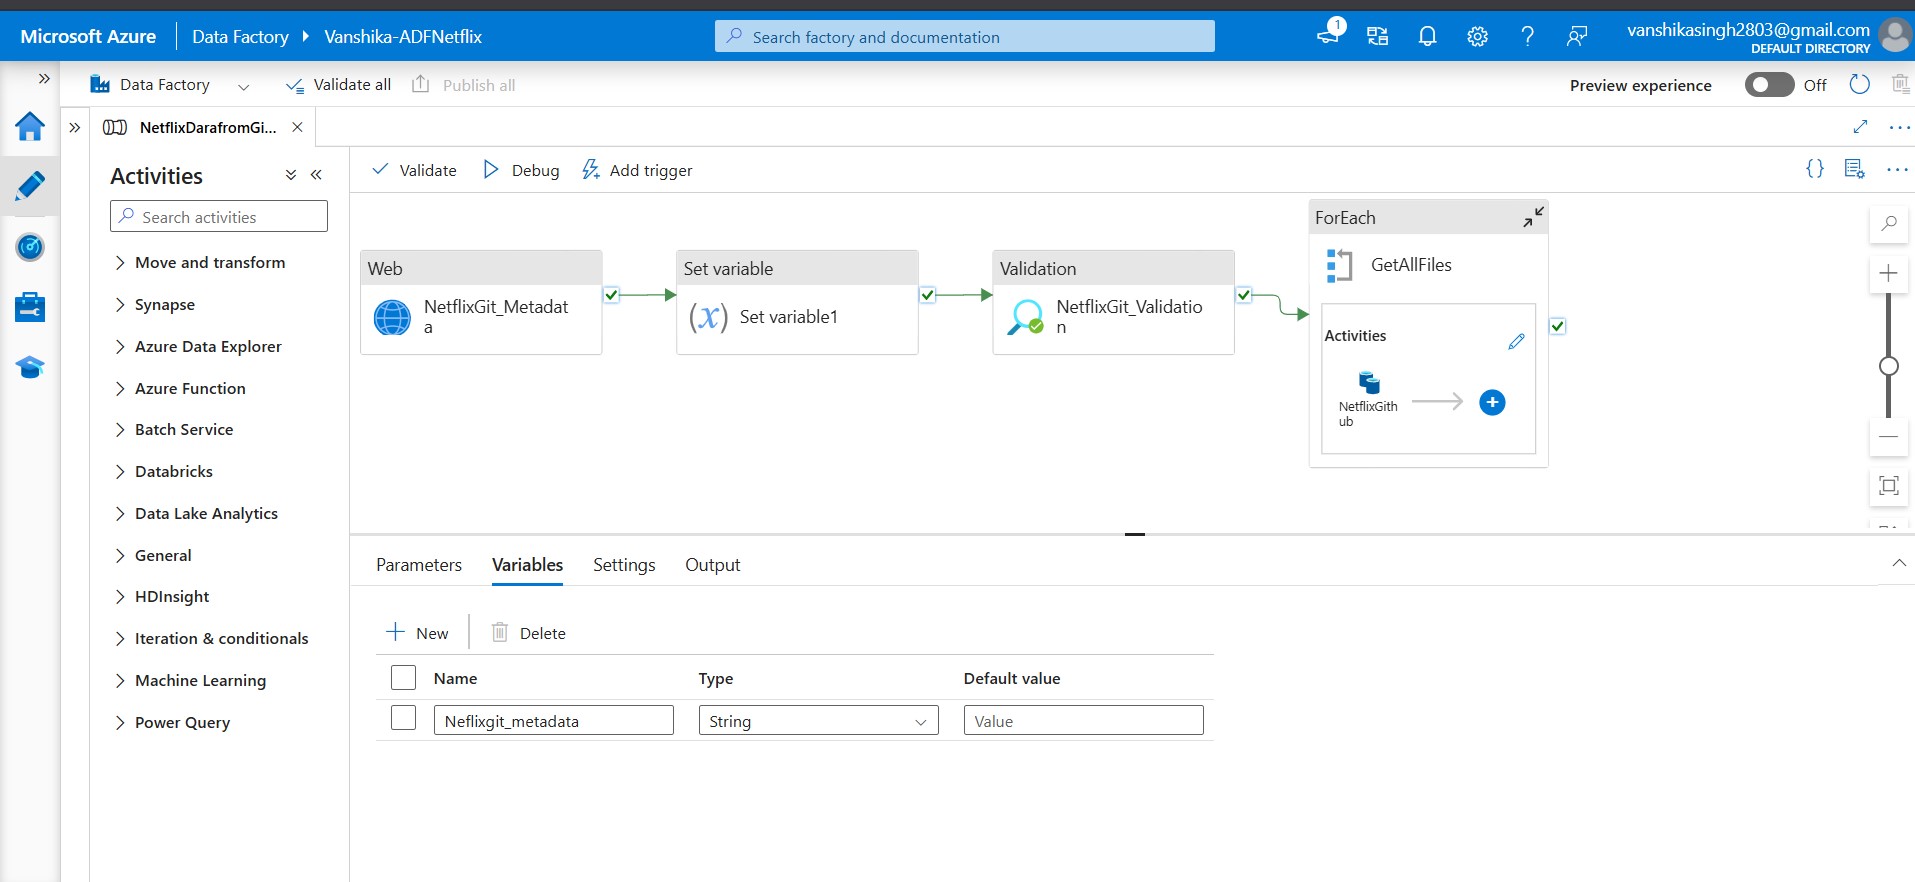 Microsoft Azure
Data Factory
Vanshika-ADFNetflix
Search factory and documentation
1
vanshikasingh2803@gmail.com
DEFAULT DIRECTORY
Data Factory
Validate all
Publish all
Preview experience
Off
NetflixDarafromGi...
Activities
Search activities
Move and transform
Synapse
Azure Data Explorer
Azure Function
Batch Service
Databricks
Data Lake Analytics
General
HDInsight
Iteration & conditionals
Machine Learning
Power Query
Validate
Debug
Add trigger
Web
NetflixGit_Metadat
a
Set variable
(x) Set variable1
Validation
NetflixGit_Validatio
n
ForEach
GetAllFiles
Activities
NetflixGith
ub
Parameters
Variables
Settings
Output
New
Delete
Name Type Default value
Neflixgit_metadata String Value